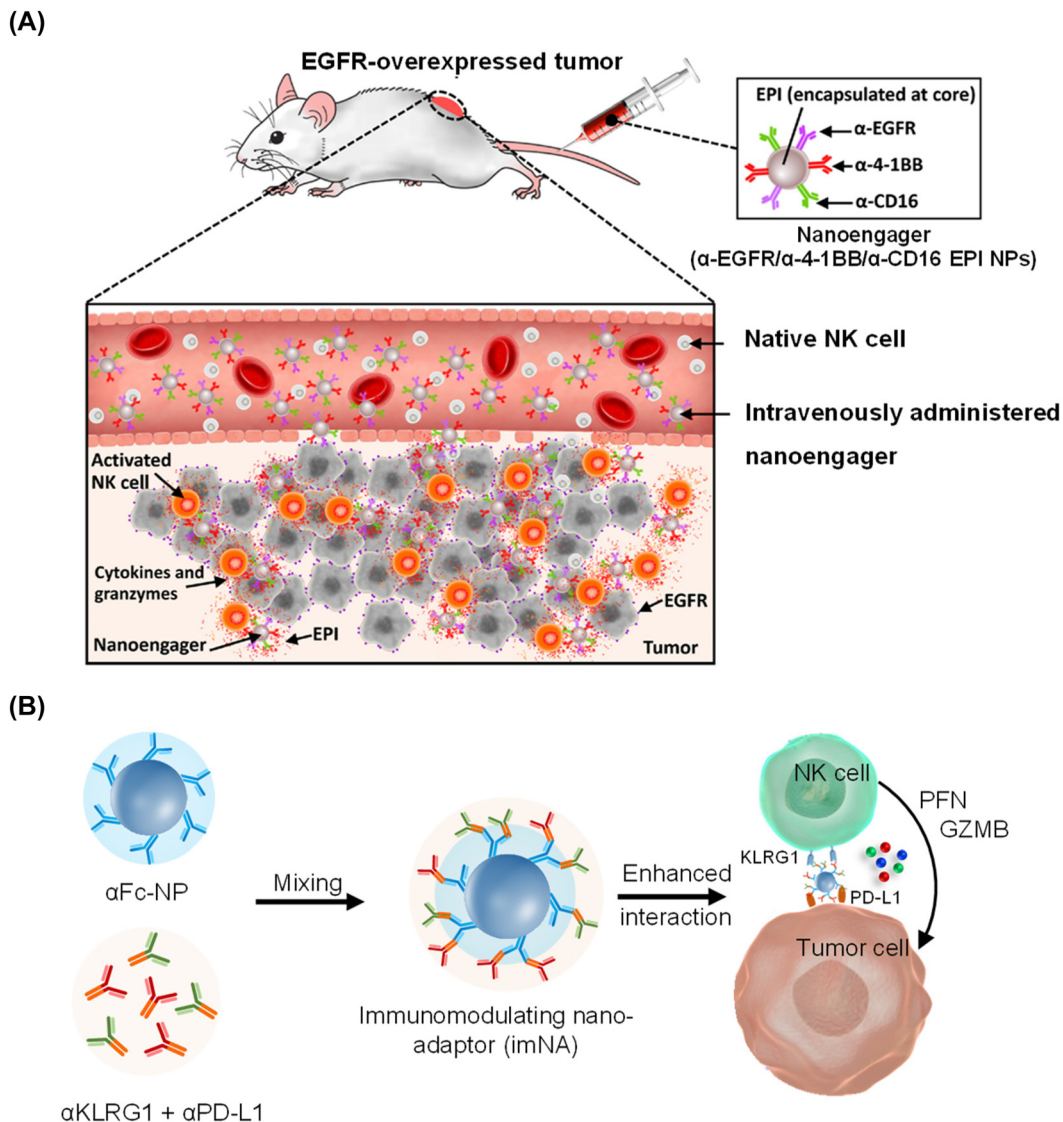 (A)
EGFR-overexpressed tumor
EPI (encapsulated at core)
α-EGFR
α-4-1BB
α-CD16
Nanoengager
(α-EGFR/α-4-1BB/α-CD16 EPI NPs)
Native NK cell
Intravenously administered
nanoengager
Activated
NK cell
Cytokines and
granzymes
Nanoengager
EPI
EGFR
Tumor
(B)
αFc-NP
αKLRG1 + αPD-L1
Mixing
Immunomodulating nano-
adaptor (imNA)
Enhanced
interaction
NK cell
PFN
GZMB
KLRG1
PD-L1
Tumor cell